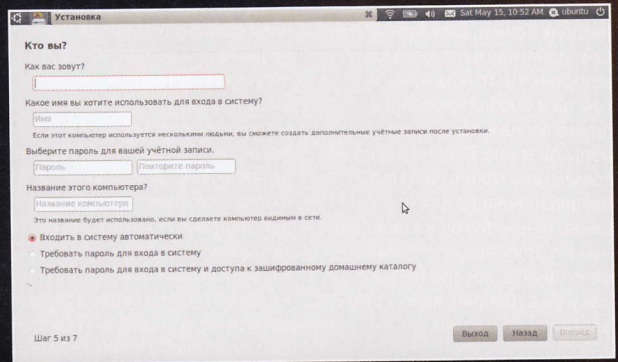 Установка
Sat May 15, 10:52 AM ubuntu
Кто вы?
Как вас зовут?
Какое имя вы хотите использовать для входа в систему?
Имя
Если этот компьютер используется несколькими людьми, вы сможете создать дополнительные учётные записи после установки.
Выберите пароль для вашей учётной записи.
Пароль Повторите пароль
Название этого компьютера?
Название компьютера
Это название будет использовано, если вы сделаете компьютер видимым в сети.
Входить в систему автоматически
Требовать пароль для входа в систему
Требовать пароль для входа в систему и доступа к зашифрованному домашнему каталогу
Шаг 5 из 7
Выход Назад Вперёд